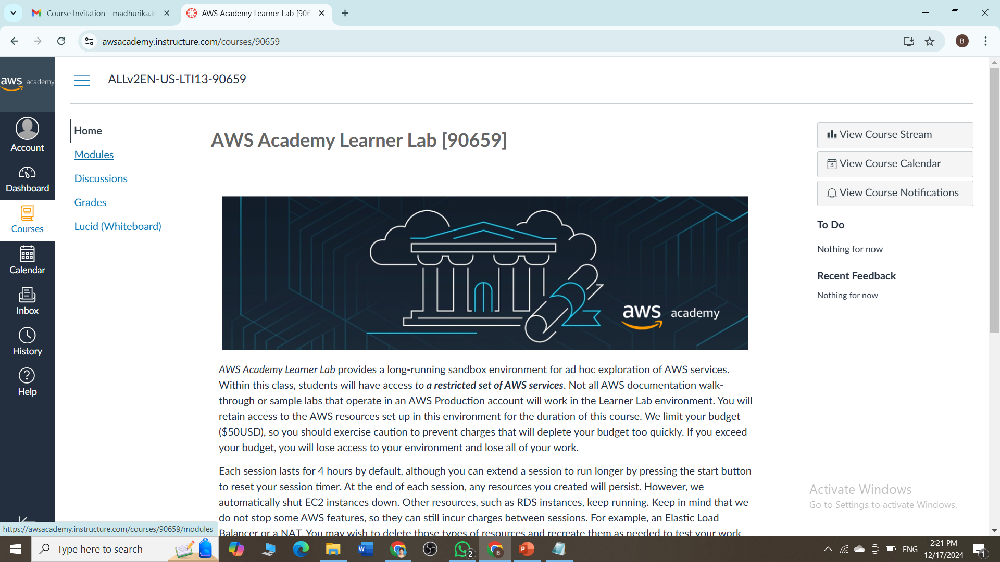 Course Invitation - madhurika.k
AWS Academy Learner Lab [906
awsacademy.instructure.com/courses/90659
B
aws academy
ALLv2EN-US-LTI13-90659
Account
Dashboard
Courses
Calendar
Inbox
History
Help
Home
Modules
Discussions
Grades
Lucid (Whiteboard)
AWS Academy Learner Lab [90659]
aws academy
AWS Academy Learner Lab provides a long-running sandbox environment for ad hoc exploration of AWS services.
Within this class, students will have access to a restricted set of AWS services. Not all AWS documentation walk-
through or sample labs that operate in an AWS Production account will work in the Learner Lab environment. You will
retain access to the AWS resources set up in this environment for the duration of this course. We limit your budget
($50USD), so you should exercise caution to prevent charges that will deplete your budget too quickly. If you exceed
your budget, you will lose access to your environment and lose all of your work.
Each session lasts for 4 hours by default, although you can extend a session to run longer by pressing the start button
to reset your session timer. At the end of each session, any resources you created will persist. However, we
automatically shut EC2 instances down. Other resources, such as RDS instances, keep running. Keep in mind that we
do not stop some AWS features, so they can still incur charges between sessions. For example, an Elastic Load
Balancer or a NAT. You may wish to delete those types of resources and recreate them as needed to test your work
View Course Stream
3
View Course Calendar
View Course Notifications
To Do
Nothing for now
Recent Feedback
Nothing for now
Activate Windows
Go to Settings to activate Windows.
https://awsacademy.instructure.com/courses/90659/modules
Type here to search
W
2
B
P
ENG
2:21 PM
12/17/2024
1